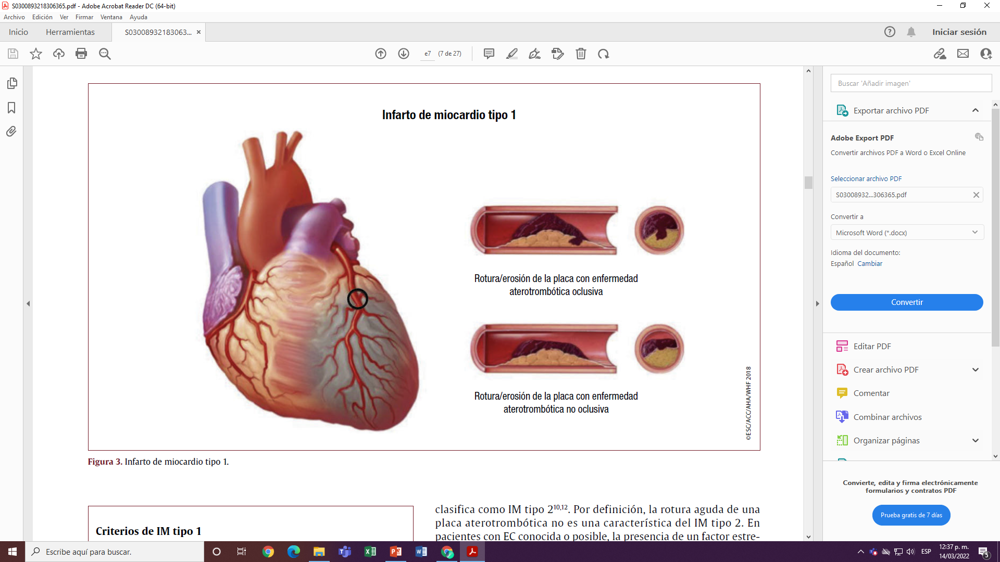 S0300893218306365.pdf - Adobe Acrobat Reader DC (64-bit)
Archivo Edición Ver Firmar Ventana Ayuda
Inicio Herramientas S03008932183063... ×
Iniciar sesión
e7 (7 de 27)
Infarto de miocardio tipo 1
Rotura/erosión de la placa con enfermedad
aterotrombótica oclusiva
Rotura/erosión de la placa con enfermedad
aterotrombótica no oclusiva
©ESC/ACC/AHA/WHF 2018
Figura 3. Infarto de miocardio tipo 1.
Criterios de IM tipo 1
clasifica como IM tipo 2¹⁰,¹². Por definición, la rotura aguda de una
placa aterotrombótica no es una característica del IM tipo 2. En
pacientes con EC conocida o posible, la presencia de un factor estre-
Buscar 'Añadir imagen'
Exportar archivo PDF
Adobe Export PDF
Convertir archivos PDF a Word o Excel Online
Seleccionar archivo PDF
S03008932...306365.pdf
Convertir a
Microsoft Word (*.docx)
Idioma del documento:
Español Cambiar
Convertir
Editar PDF
Crear archivo PDF
Comentar
Combinar archivos
Organizar páginas
Convierte, edita y firma electrónicamente
formularios y contratos PDF
Prueba gratis de 7 días
Escribe aquí para buscar.
ESP
12:37 p. m.
14/03/2022
5